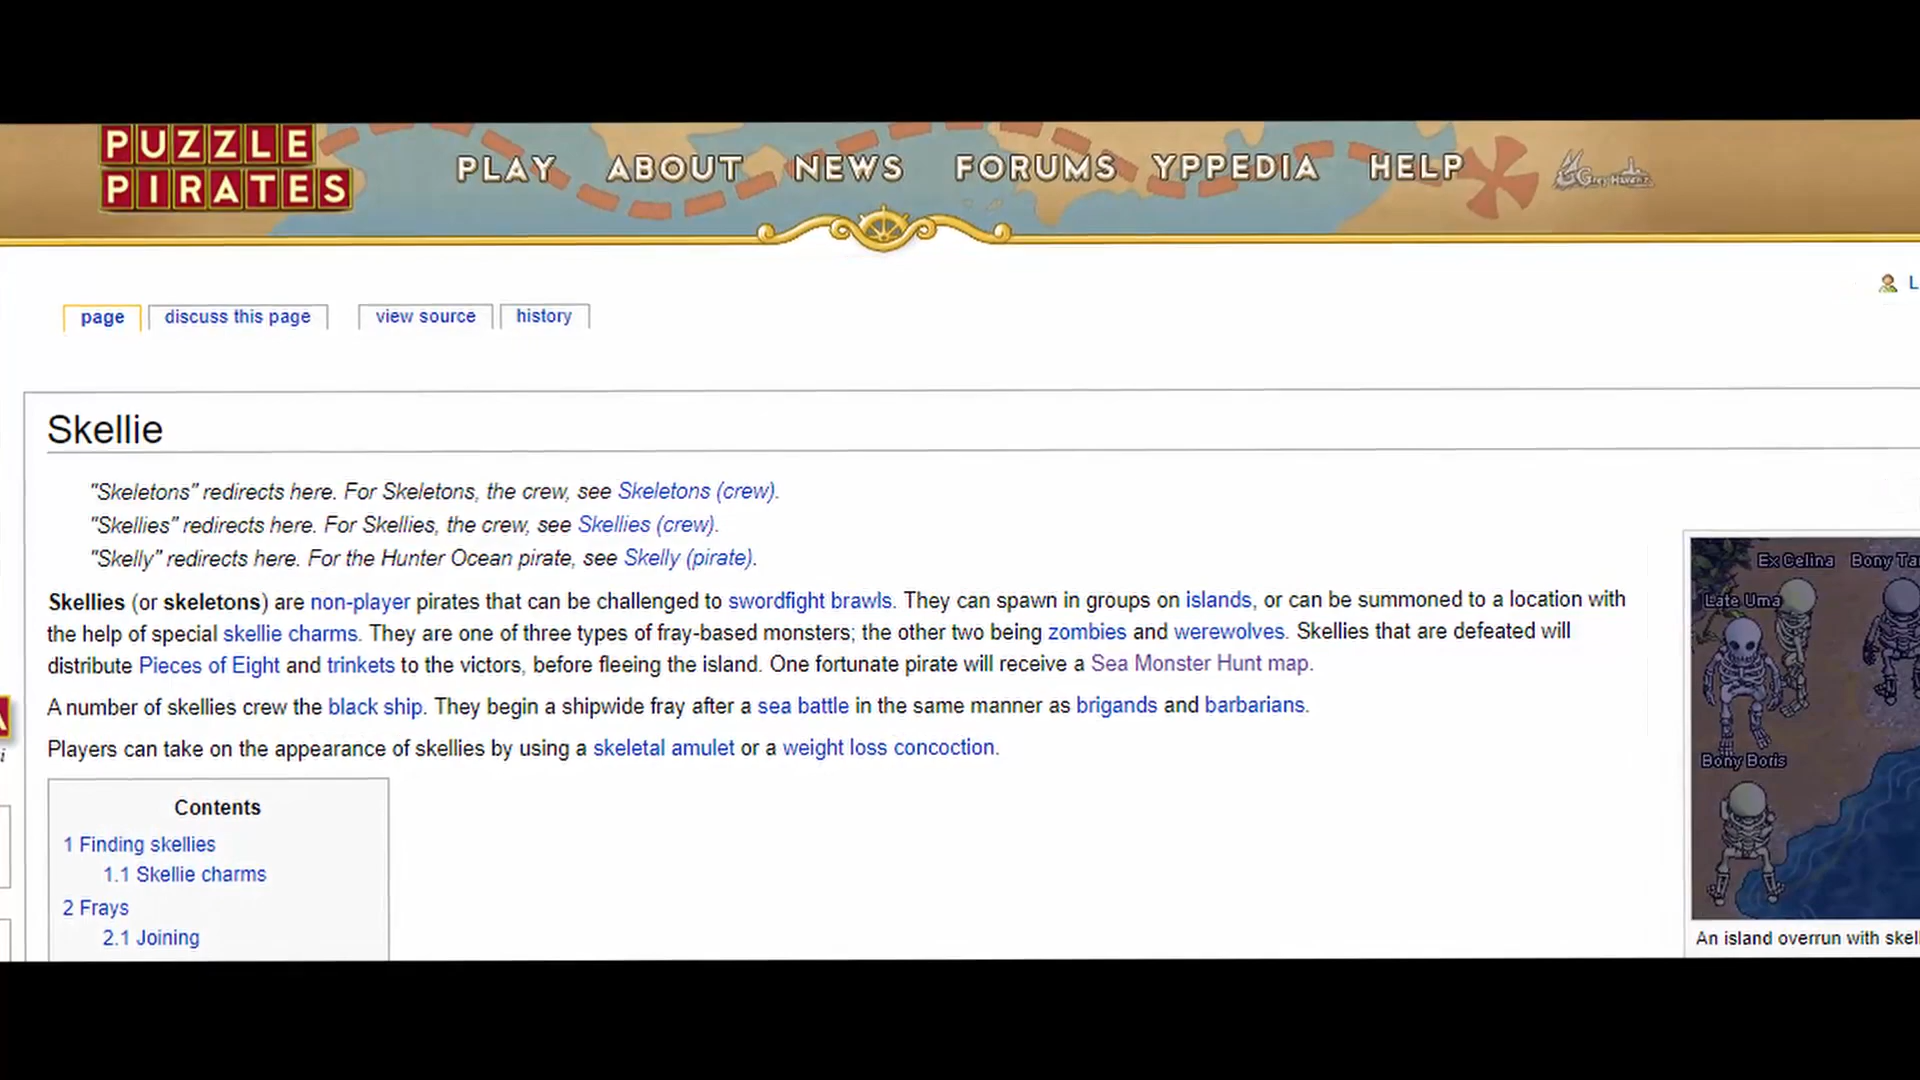 PUZZLE
PIRATES
PLAY ABOUT NEWS FORUMS YPPEDIA HELP
Grey Havens
page discuss this page view source history
Skellie
"Skeletons" redirects here. For Skeletons, the crew, see Skeletons (crew).
"Skellies" redirects here. For Skellies, the crew, see Skellies (crew).
"Skelly" redirects here. For the Hunter Ocean pirate, see Skelly (pirate).
Skellies (or skeletons) are non-player pirates that can be challenged to swordfight brawls. They can spawn in groups on islands, or can be summoned to a location with
the help of special skellie charms. They are one of three types of fray-based monsters; the other two being zombies and werewolves. Skellies that are defeated will
distribute Pieces of Eight and trinkets to the victors, before fleeing the island. One fortunate pirate will receive a Sea Monster Hunt map.
A number of skellies crew the black ship. They begin a shipwide fray after a sea battle in the same manner as brigands and barbarians.
Players can take on the appearance of skellies by using a skeletal amulet or a weight loss concoction.
Contents
1 Finding skellies
1.1 Skellie charms
2 Frays
2.1 Joining
Ex Celina Bony Ta
Late Uma
Bony Boris
An island overrun with skell